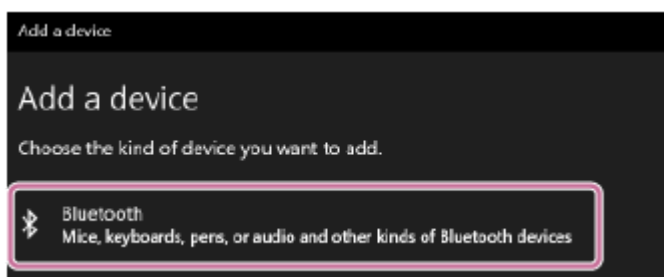 Add a device
Add a device
Choose the kind of device you want to add.
Bluetooth
Mice, keyboards, pens, or audio and other kinds of Bluetooth devices